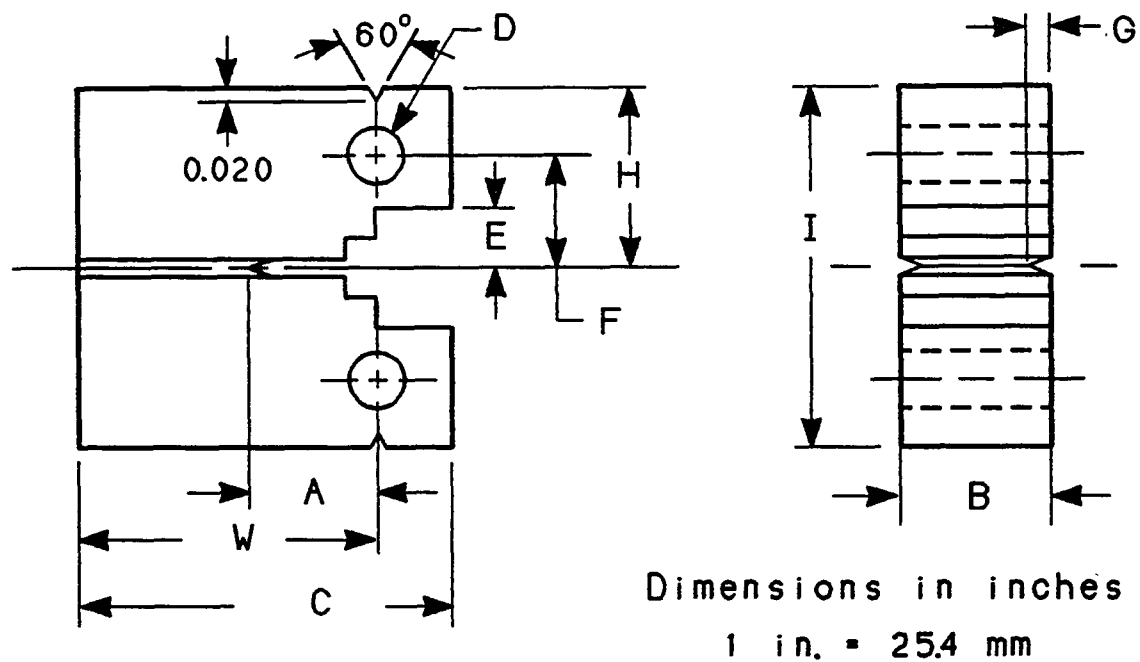 60°
D
G
0.020
H
E
I
F
A
B
W
C
Dimensions in inches
1 in. = 25.4 mm